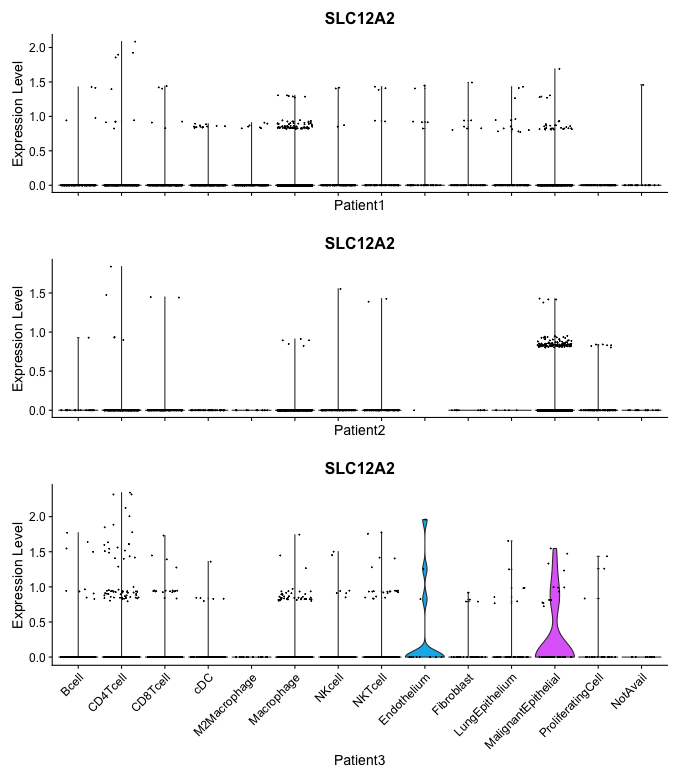 SLC12A2
Expression Level
2.0
1.5
1.0
0.5
0.0
Patient1
SLC12A2
Expression Level
1.5
1.0
0.5
0.0
Patient2
SLC12A2
Expression Level
2.0
1.5
1.0
0.5
0.0
Bcell
CD4Tcell
CD8Tcell
cDC
M2Macrophage
Macrophage
NKcell
NKTcell
Endothelium
Fibroblast
LungEpithelium
MalignantEpithelial
ProliferatingCell
NotAvail
Patient3